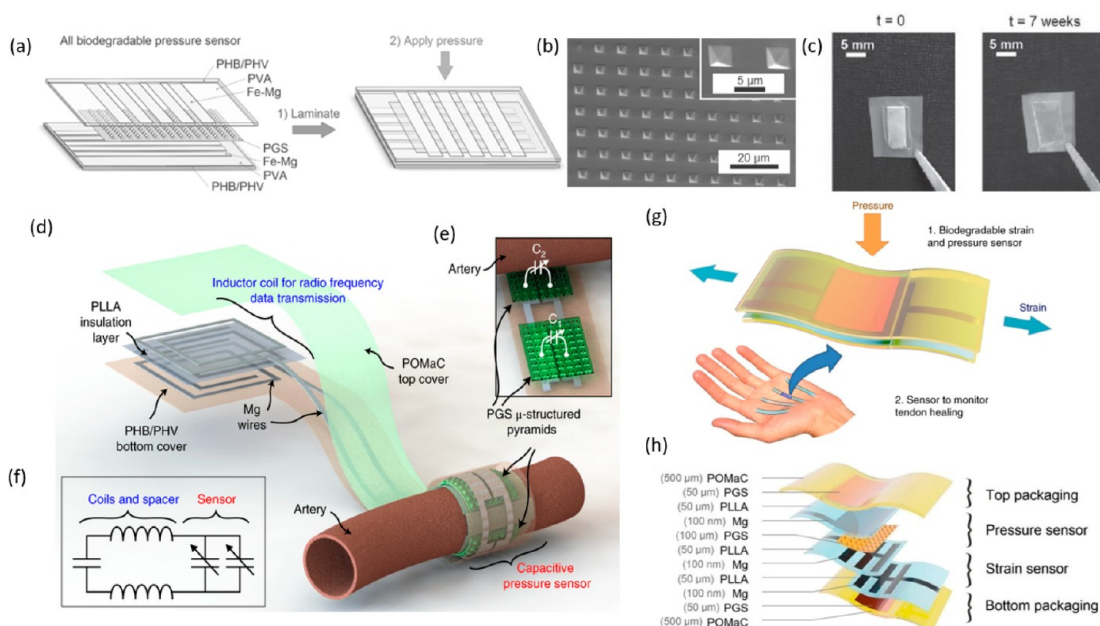 (a)
All biodegradable pressure sensor
PHB/PHV
PVA
Fe-Mg
1) Laminate
PGS
Fe-Mg
PVA
PHB/PHV
2) Apply pressure
(b)
5 µm
20 µm
(c)
t = 0
5 mm
t = 7 weeks
5 mm
(d)
Inductor coil for radio frequency
data transmission
PLLA
insulation
layer
POMaC
top cover
Mg
wires
PHB/PHV
bottom cover
Artery
Capacitive
pressure sensor
(e)
Artery
C2
C1
PGS µ-structured
pyramids
(f)
Coils and spacer
Sensor
(g)
Pressure
1. Biodegradable strain
and pressure sensor
Strain
2. Sensor to monitor
tendon healing
(h)
(500 µm) POMaC
(50 µm) PGS
(50 µm) PLLA
(100 nm) Mg
(100 µm) PGS
(50 µm) PLLA
(100 nm) Mg
(50 µm) PLLA
(100 nm) Mg
(50 µm) PGS
(500 µm) POMaC
Top packaging
Pressure sensor
Strain sensor
Bottom packaging